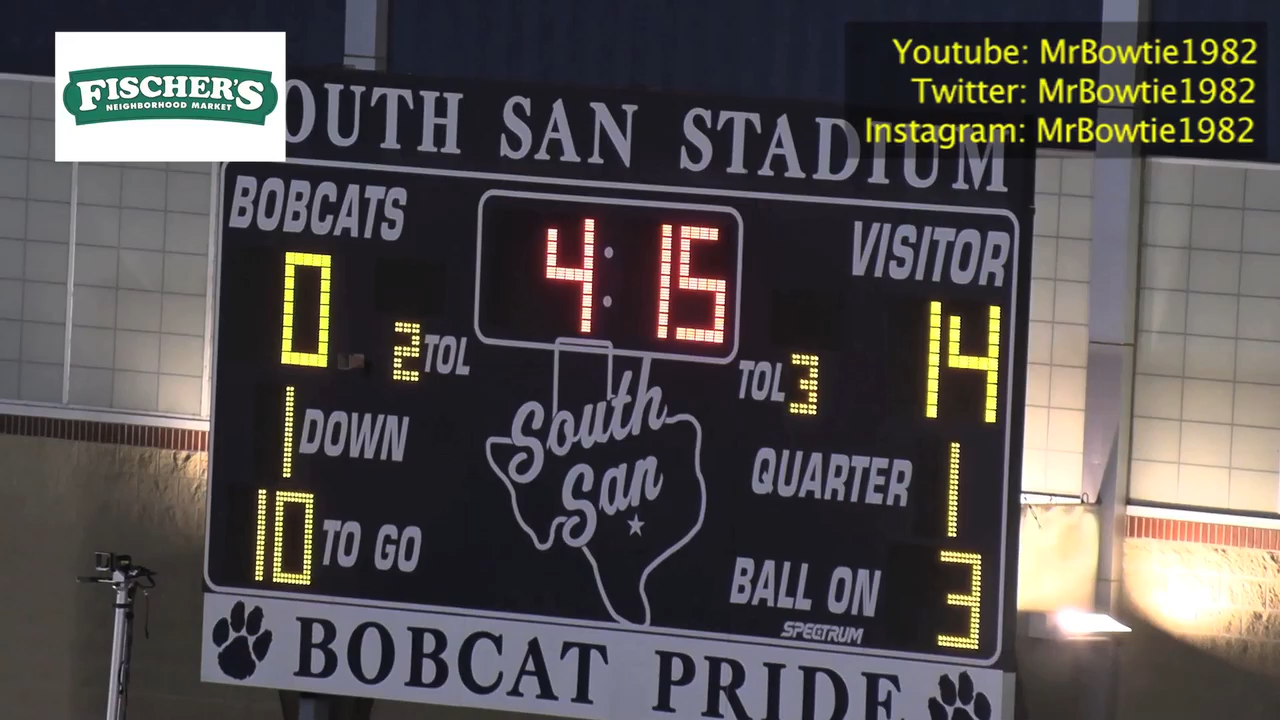 FISCHER'S
NEIGHBORHOOD MARKET
Youtube: MrBowtie1982
Twitter: MrBowtie1982
Instagram: MrBowtie1982
OUTH SAN STADIUM
BOBCATS
4:15
VISITOR
0
14
2 TOL
TOL 3
1 DOWN
South
San
QUARTER 1
10 TO GO
BALL ON 3
SPECTRUM
BOBCAT PRIDE